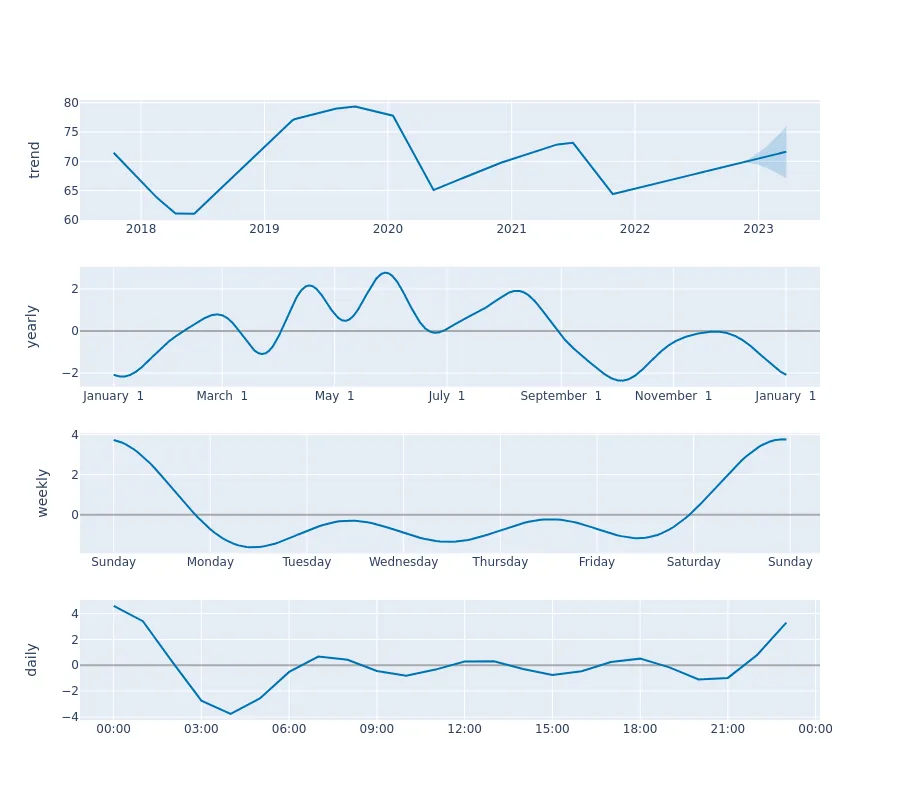 trend
80
75
70
65
60
2018 2019 2020 2021 2022 2023
yearly
2
0
−2
January 1 March 1 May 1 July 1 September 1 November 1 January 1
weekly
4
2
0
Sunday Monday Tuesday Wednesday Thursday Friday Saturday Sunday
daily
4
2
0
−2
−4
00:00 03:00 06:00 09:00 12:00 15:00 18:00 21:00 00:00